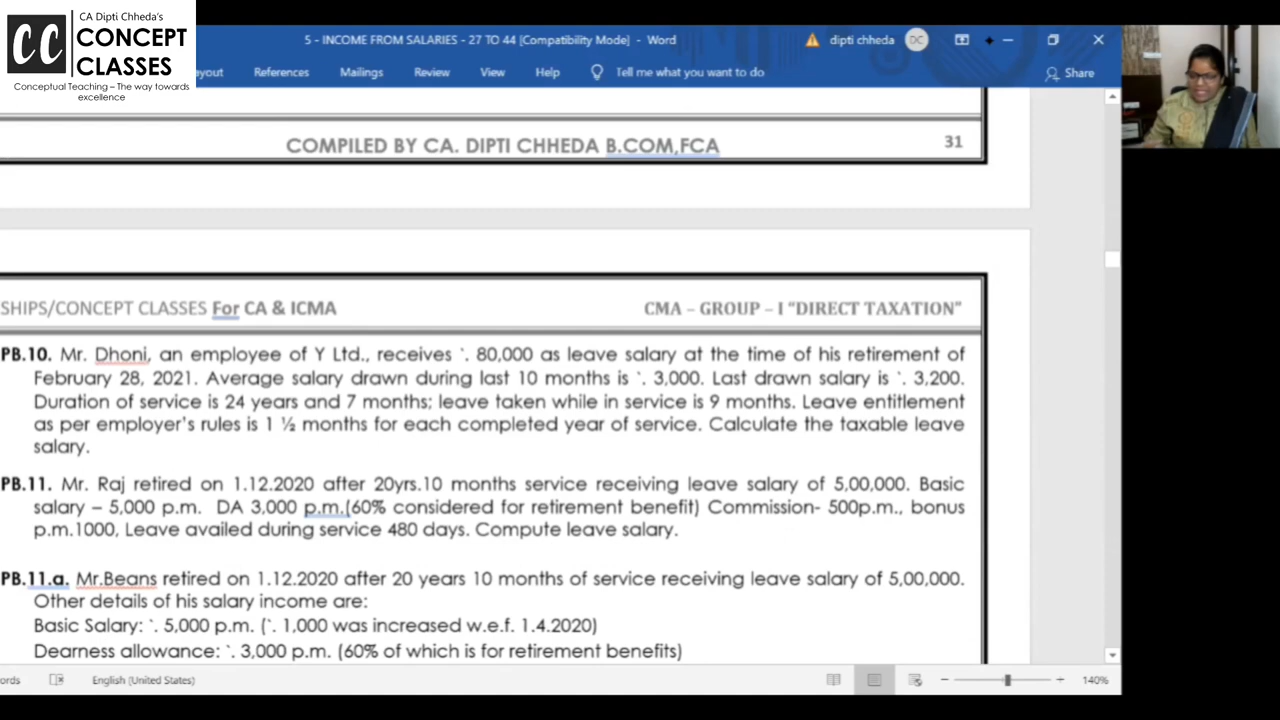 CA Dipti Chheda's
CC CONCEPT
CLASSES
Conceptual Teaching – The way towards
excellence
5 - INCOME FROM SALARIES - 27 TO 44 [Compatibility Mode] - Word
dipti chheda
DC
yout References Mailings Review View Help Tell me what you want to do Share
COMPILED BY CA. DIPTI CHHEDA B.COM,FCA 31
SHIPS/CONCEPT CLASSES For CA & ICMA CMA – GROUP – I "DIRECT TAXATION"
PB.10. Mr. Dhoni, an employee of Y Ltd., receives `. 80,000 as leave salary at the time of his retirement of
February 28, 2021. Average salary drawn during last 10 months is `. 3,000. Last drawn salary is `. 3,200.
Duration of service is 24 years and 7 months; leave taken while in service is 9 months. Leave entitlement
as per employer's rules is 1 ½ months for each completed year of service. Calculate the taxable leave
salary.
PB.11. Mr. Raj retired on 1.12.2020 after 20yrs.10 months service receiving leave salary of 5,00,000. Basic
salary – 5,000 p.m. DA 3,000 p.m.(60% considered for retirement benefit) Commission- 500p.m., bonus
p.m.1000, Leave availed during service 480 days. Compute leave salary.
PB.11.a. Mr.Beans retired on 1.12.2020 after 20 years 10 months of service receiving leave salary of 5,00,000.
Other details of his salary income are:
Basic Salary: `. 5,000 p.m. (`. 1,000 was increased w.e.f. 1.4.2020)
Dearness allowance: `. 3,000 p.m. (60% of which is for retirement benefits)
ords English (United States) 140%